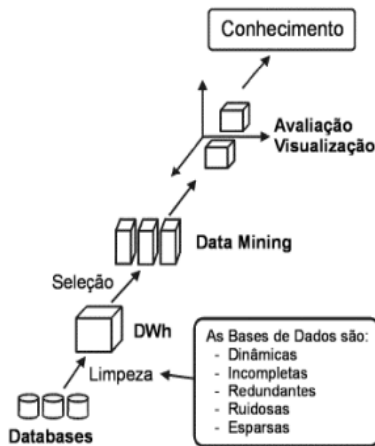 Conhecimento
Avaliação
Visualização
Data Mining
Seleção
DWh
Limpeza
Databases
As Bases de Dados são:
- Dinâmicas
- Incompletas
- Redundantes
- Ruidosas
- Esparsas